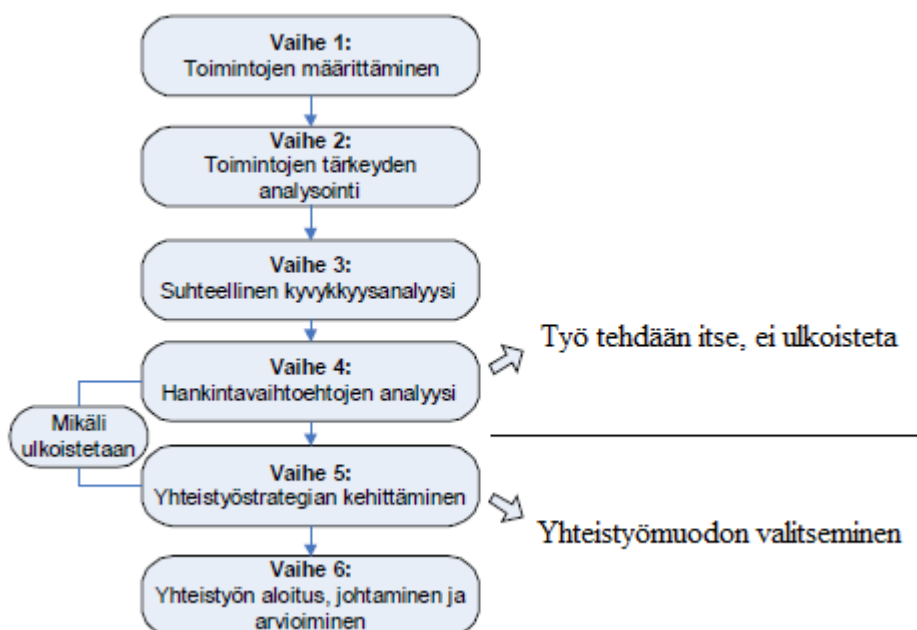 Vaihe 1:
Toimintojen määrittäminen
Vaihe 2:
Toimintojen tärkeyden
analysointi
Vaihe 3:
Suhteellinen kyvykkyysanalyysi
Työ tehdään itse, ei ulkoisteta
Vaihe 4:
Hankintavaihtoehtojen analyysi
Mikäli
ulkoistetaan
Vaihe 5:
Yhteistyöstrategian kehittäminen
Yhteistyömuodon valitseminen
Vaihe 6:
Yhteistyön aloitus, johtaminen ja
arvioiminen